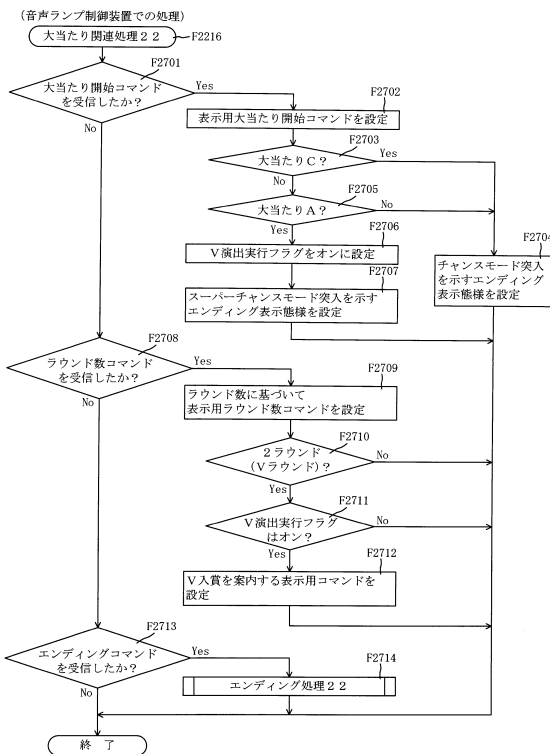 (音声ランプ制御装置での処理)
大当たり関連処理22
F2216
F2701
大当たり開始コマンド
を受信したか?
Yes
No
F2702
表示用大当たり開始コマンドを設定
F2703
大当たりC?
Yes
No
F2705
大当たりA?
No
Yes
F2704
チャンスモード突入
を示すエンディング
表示態様を設定
F2706
V演出実行フラグをオンに設定
F2707
スーパーチャンスモード突入を示す
エンディング表示態様を設定
F2708
ラウンド数コマンド
を受信したか?
Yes
No
F2709
ラウンド数に基づいて
表示用ラウンド数コマンドを設定
F2710
2ラウンド
(Vラウンド)?
No
Yes
F2711
V演出実行フラグ
はオン?
No
Yes
F2712
V入賞を案内する表示用コマンドを
設定
F2713
エンディングコマンド
を受信したか?
Yes
No
F2714
エンディング処理22
終 了